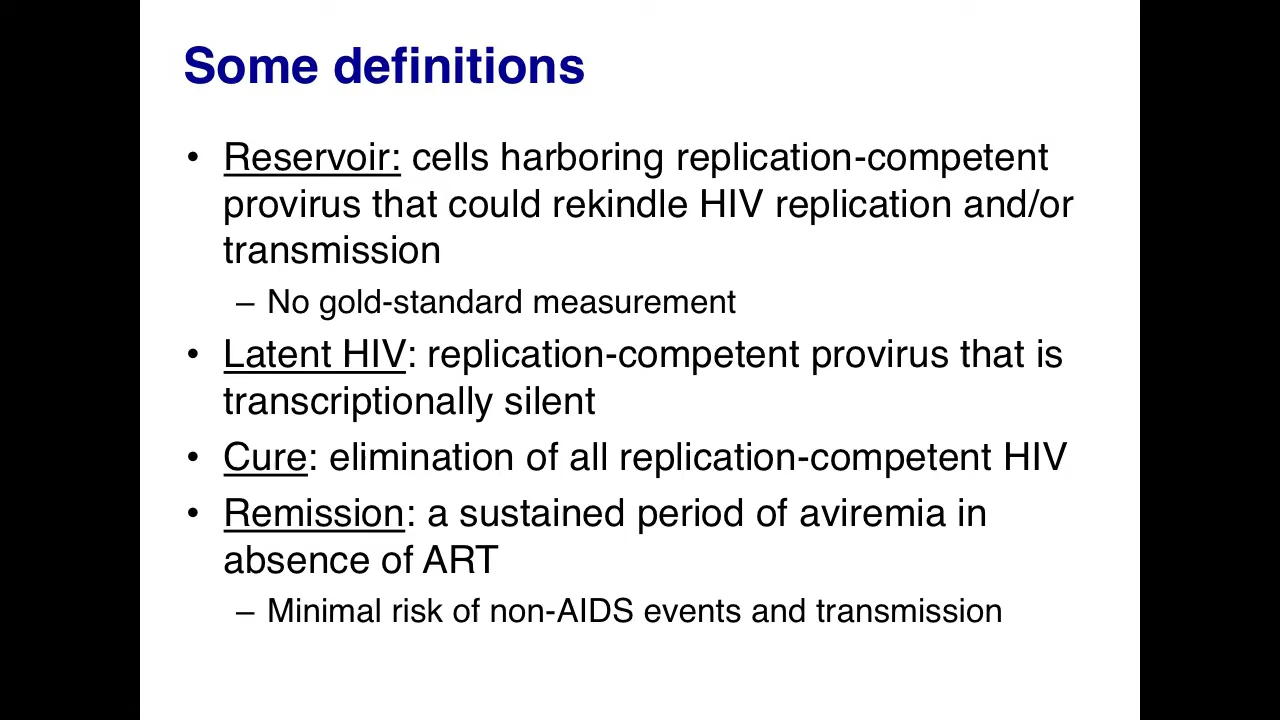 Some definitions
• Reservoir: cells harboring replication-competent
provirus that could rekindle HIV replication and/or
transmission
– No gold-standard measurement
• Latent HIV: replication-competent provirus that is
transcriptionally silent
• Cure: elimination of all replication-competent HIV
• Remission: a sustained period of aviremia in
absence of ART
– Minimal risk of non-AIDS events and transmission